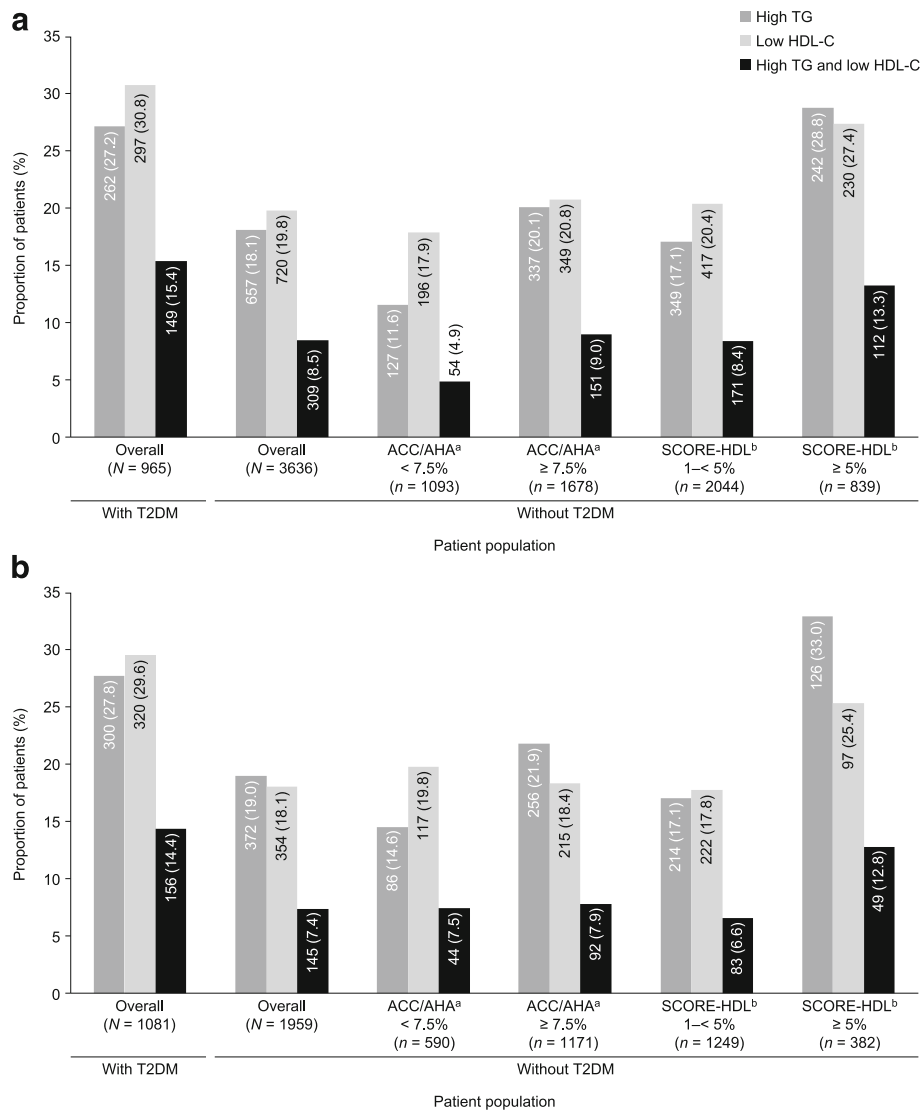 a
High TG
Low HDL-C
High TG and low HDL-C
Proportion of patients (%)
35
30
25
20
15
10
5
0
262 (27.2)
297 (30.8)
149 (15.4)
657 (18.1)
720 (19.8)
309 (8.5)
127 (11.6)
196 (17.9)
54 (4.9)
337 (20.1)
349 (20.8)
151 (9.0)
349 (17.1)
417 (20.4)
171 (8.4)
242 (28.8)
230 (27.4)
112 (13.3)
Overall
(N = 965)
Overall
(N = 3636)
ACC/AHAᵃ
< 7.5%
(n = 1093)
ACC/AHAᵃ
≥ 7.5%
(n = 1678)
SCORE-HDLᵇ
1–< 5%
(n = 2044)
SCORE-HDLᵇ
≥ 5%
(n = 839)
With T2DM
Without T2DM
Patient population
b
Proportion of patients (%)
35
30
25
20
15
10
5
0
300 (27.8)
320 (29.6)
156 (14.4)
372 (19.0)
354 (18.1)
145 (7.4)
86 (14.6)
117 (19.8)
44 (7.5)
256 (21.9)
215 (18.4)
92 (7.9)
214 (17.1)
222 (17.8)
83 (6.6)
126 (33.0)
97 (25.4)
49 (12.8)
Overall
(N = 1081)
Overall
(N = 1959)
ACC/AHAᵃ
< 7.5%
(n = 590)
ACC/AHAᵃ
≥ 7.5%
(n = 1171)
SCORE-HDLᵇ
1–< 5%
(n = 1249)
SCORE-HDLᵇ
≥ 5%
(n = 382)
With T2DM
Without T2DM
Patient population